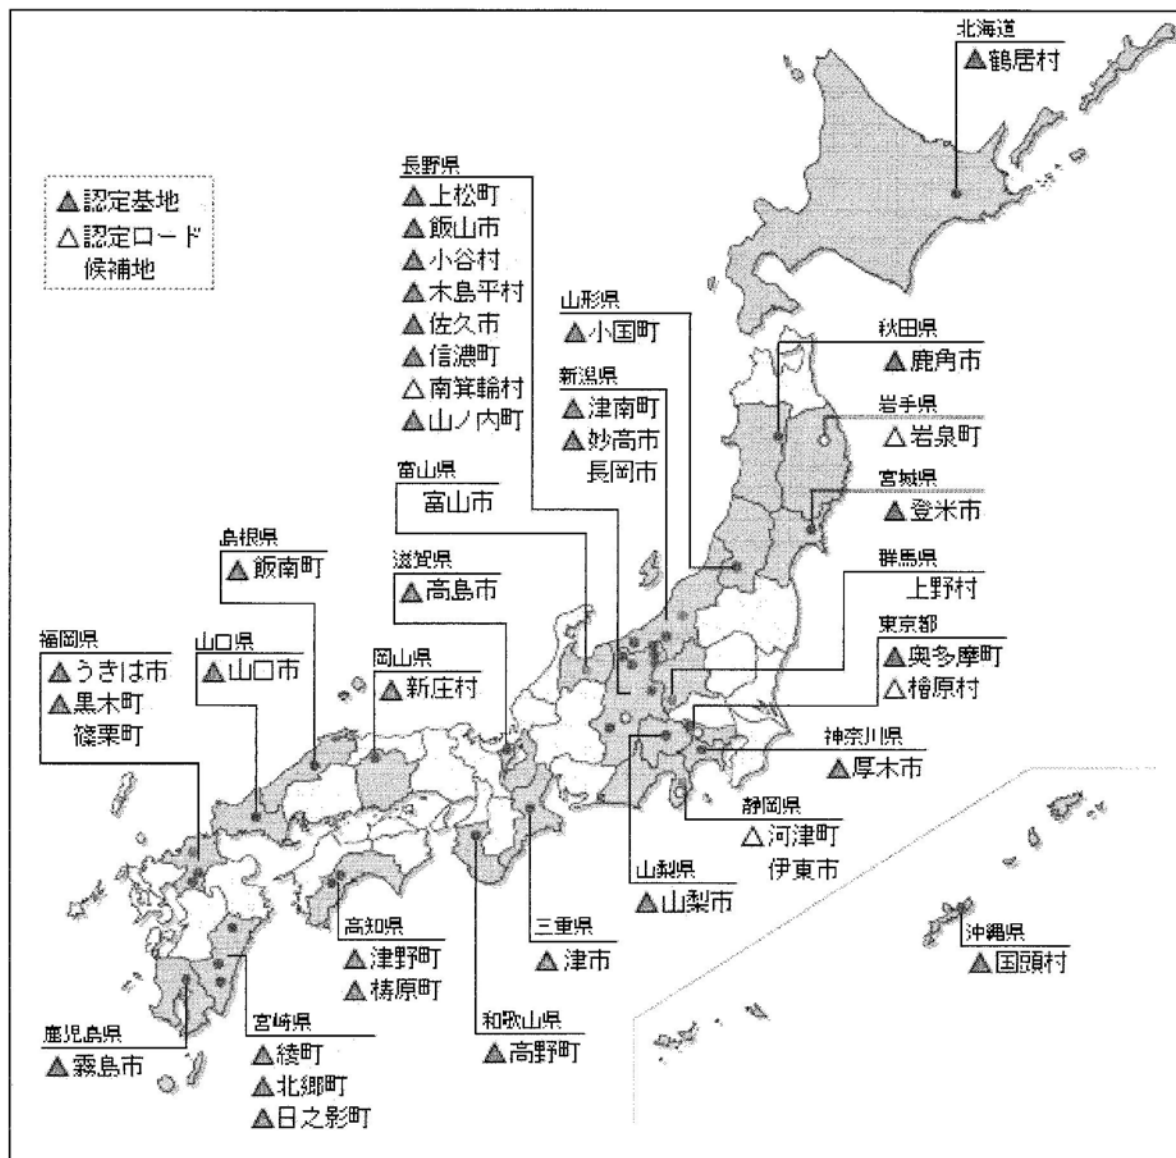 北海道
▲鶴居村
▲認定基地
△認定ロード
候補地
長野県
▲上松町
▲飯山市
▲小谷村
▲木島平村
▲佐久市
▲信濃町
△南箕輪村
▲山ノ内町
山形県
▲小国町
新潟県
▲津南町
▲妙高市
長岡市
秋田県
▲鹿角市
岩手県
△岩泉町
宮城県
▲登米市
群馬県
上野村
東京都
▲奥多摩町
△檜原村
神奈川県
▲厚木市
静岡県
△河津町
伊東市
山梨県
▲山梨市
富山県
富山市
滋賀県
▲高島市
島根県
▲飯南町
岡山県
▲新庄村
福岡県
▲うきは市
▲黒木町
篠栗町
山口県
▲山口市
高知県
▲津野町
▲梼原町
三重県
▲津市
和歌山県
▲高野町
鹿児島県
▲霧島市
宮崎県
▲綾町
▲北郷町
▲日之影町
沖縄県
▲国頭村